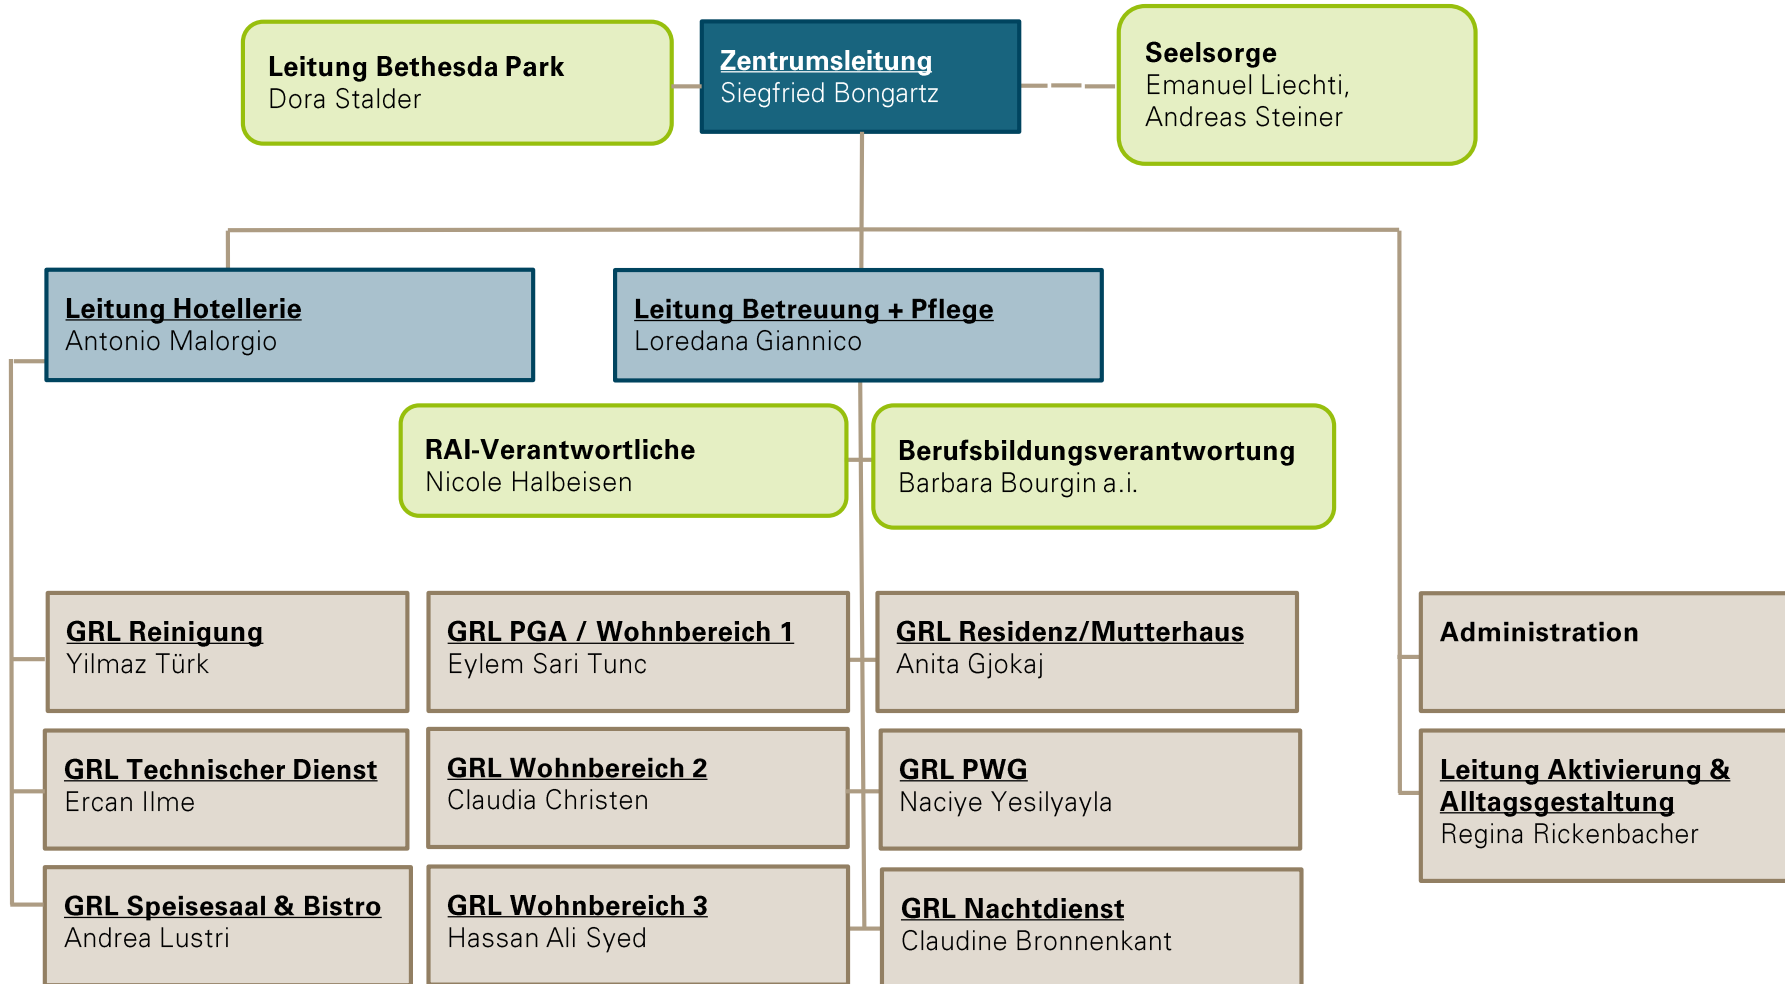 Leitung Bethesda Park
Dora Stalder
Zentrumsleitung
Siegfried Bongartz
Seelsorge
Emanuel Liechti,
Andreas Steiner
Leitung Hotellerie
Antonio Malorgio
Leitung Betreuung + Pflege
Loredana Giannico
RAI-Verantwortliche
Nicole Halbeisen
Berufsbildungsverantwortung
Barbara Bourgin a.i.
GRL Reinigung
Yilmaz Türk
GRL PGA / Wohnbereich 1
Eylem Sari Tunc
GRL Residenz/Mutterhaus
Anita Gjokaj
Administration
GRL Technischer Dienst
Ercan Ilme
GRL Wohnbereich 2
Claudia Christen
GRL PWG
Naciye Yesilyayla
Leitung Aktivierung &
Alltagsgestaltung
Regina Rickenbacher
GRL Speisesaal & Bistro
Andrea Lustri
GRL Wohnbereich 3
Hassan Ali Syed
GRL Nachtdienst
Claudine Bronnenkant